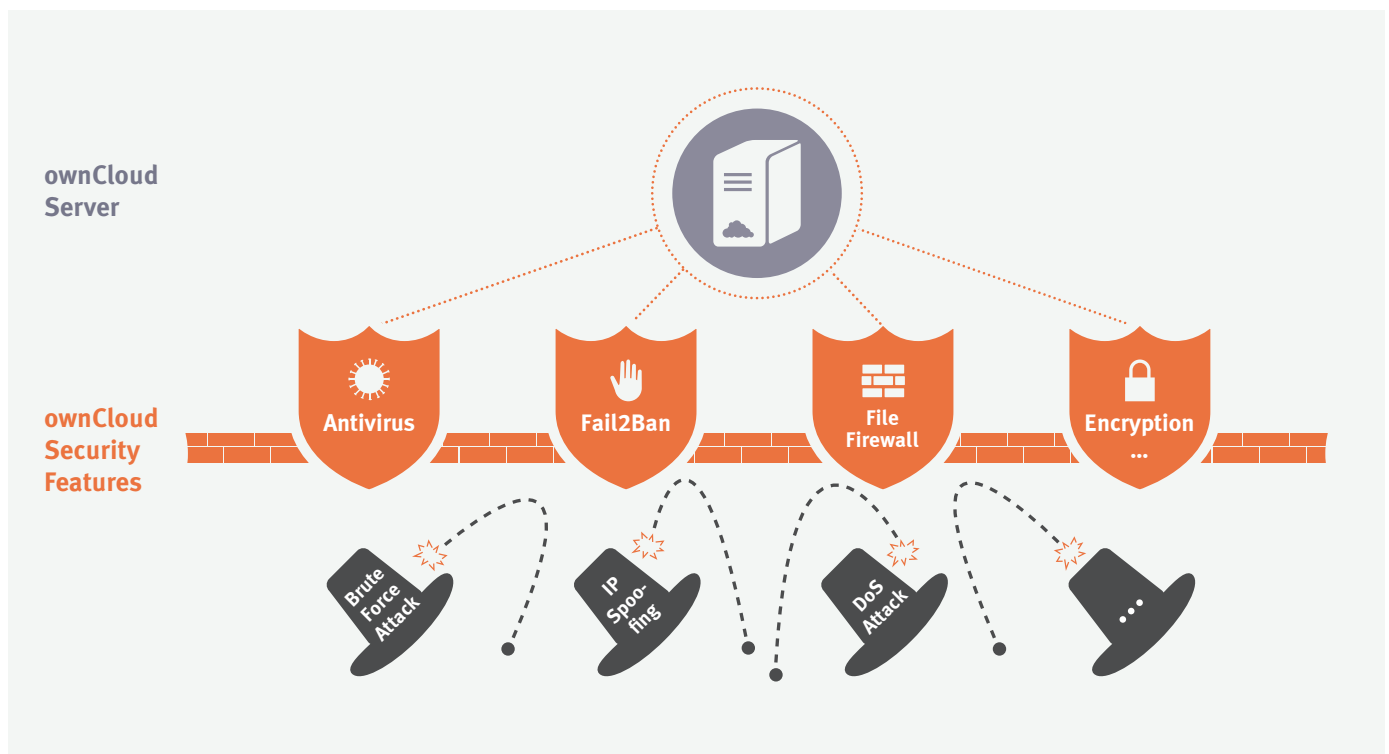 ownCloud
Server
Antivirus
Fail2Ban
File
Firewall
Encryption
...
ownCloud
Security
Features
Brute
Force
Attack
IP
Spoo-
fing
DoS
Attack
...